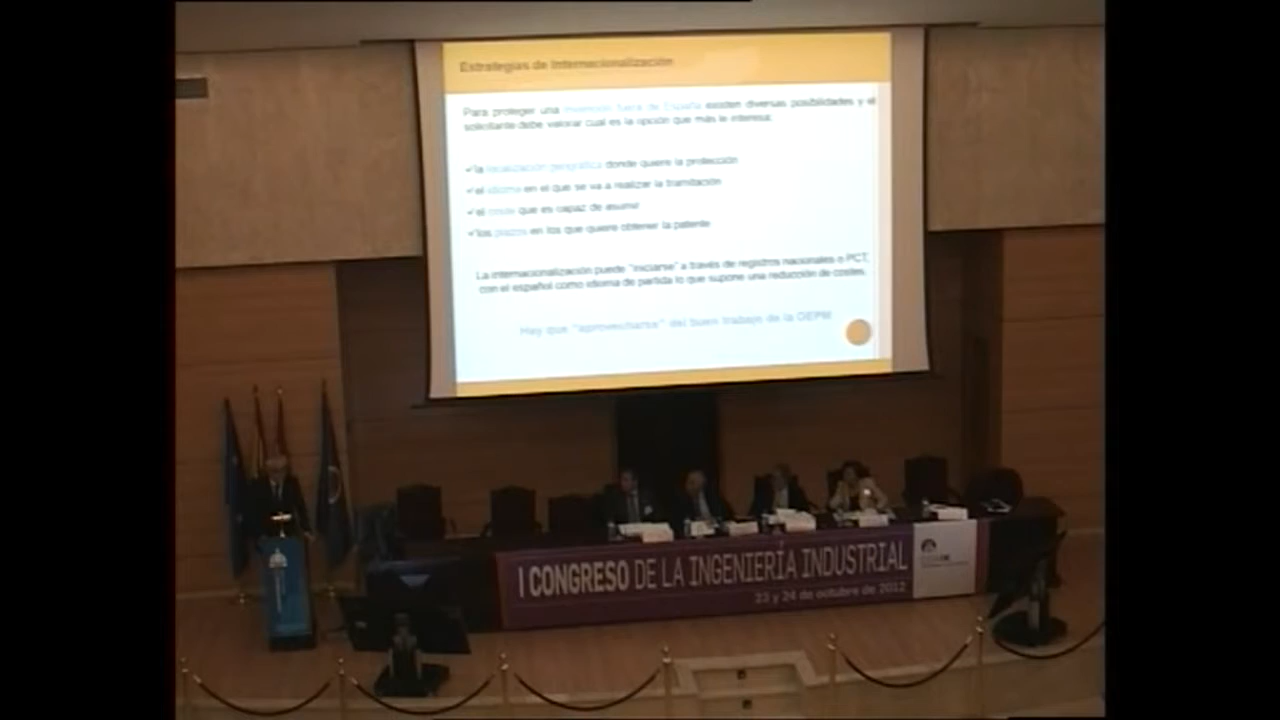 Estrategias de Internacionalización
Para proteger una invención fuera de España existen diversas posibilidades y el
solicitante debe valorar cual es la opción que más le interesa:
✓la localización geográfica donde quiere la protección
✓el idioma en el que se va a realizar la tramitación
✓el coste que es capaz de asumir
✓los plazos en los que quiere obtener la patente
La internacionalización puede "iniciarse" a través de registros nacionales o PCT,
con el español como idioma de partida lo que supone una reducción de costes.
Hay que "aprovecharse" del buen trabajo de la OEPM
I CONGRESO DE LA INGENIERÍA INDUSTRIAL
23 y 24 de octubre de 2012